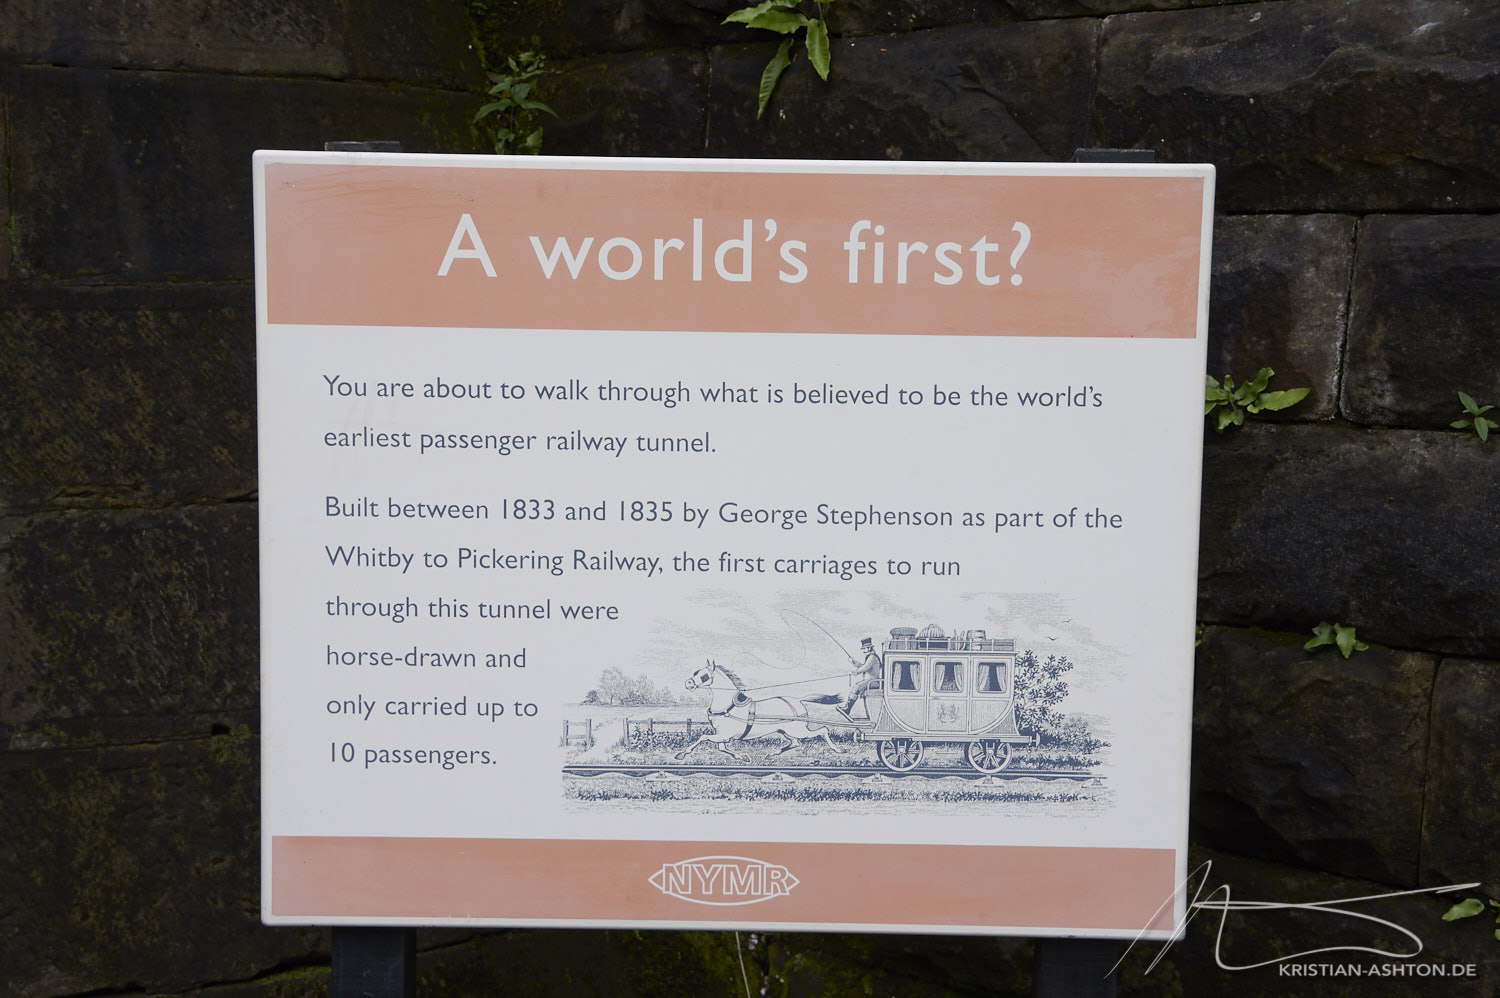 A world's first?
You are about to walk through what is believed to be the world's
earliest passenger railway tunnel.
Built between 1833 and 1835 by George Stephenson as part of the
Whitby to Pickering Railway, the first carriages to run
through this tunnel were
horse-drawn and
only carried up to
10 passengers.
NYMR
KRISTIAN-ASHTON.DE